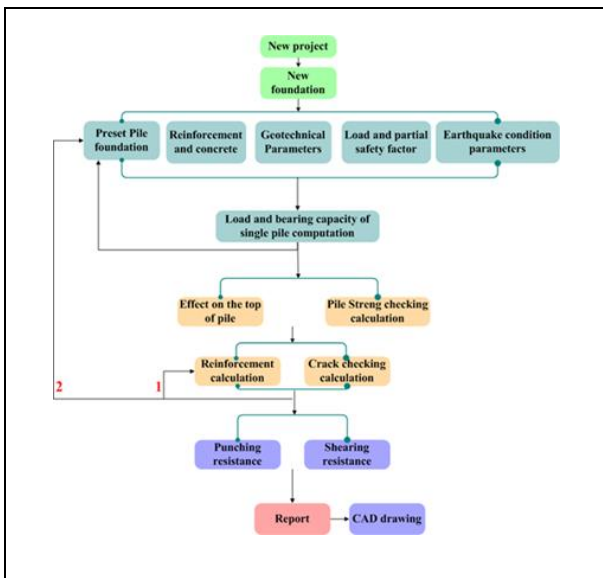 New project
New
foundation
Preset Pile
foundation
Reinforcement
and concrete
Geotechnical
Parameters
Load and partial
safety factor
Earthquake condition
parameters
Load and bearing capacity of
single pile computation
Effect on the top
of pile
Pile Streng checking
calculation
Reinforcement
calculation
Crack checking
calculation
2
1
Punching
resistance
Shearing
resistance
Report
CAD drawing